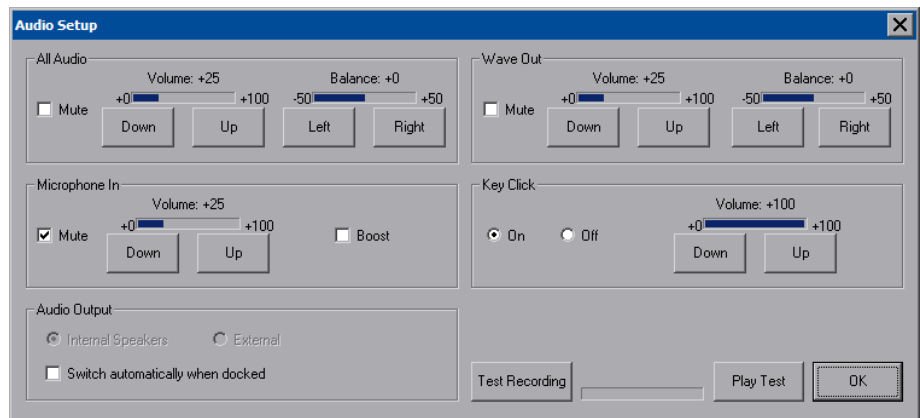 Audio Setup
All Audio
Volume: +25
Balance: +0
Mute
+0
+100
-50
+50
Down
Up
Left
Right
Wave Out
Volume: +25
Balance: +0
Mute
+0
+100
-50
+50
Down
Up
Left
Right
Microphone In
Volume: +25
+0
+100
Mute
Boost
Down
Up
Key Click
Volume: +100
+0
+100
On
Off
Down
Up
Audio Output
Internal Speakers
External
Switch automatically when docked
Test Recording
Play Test
OK